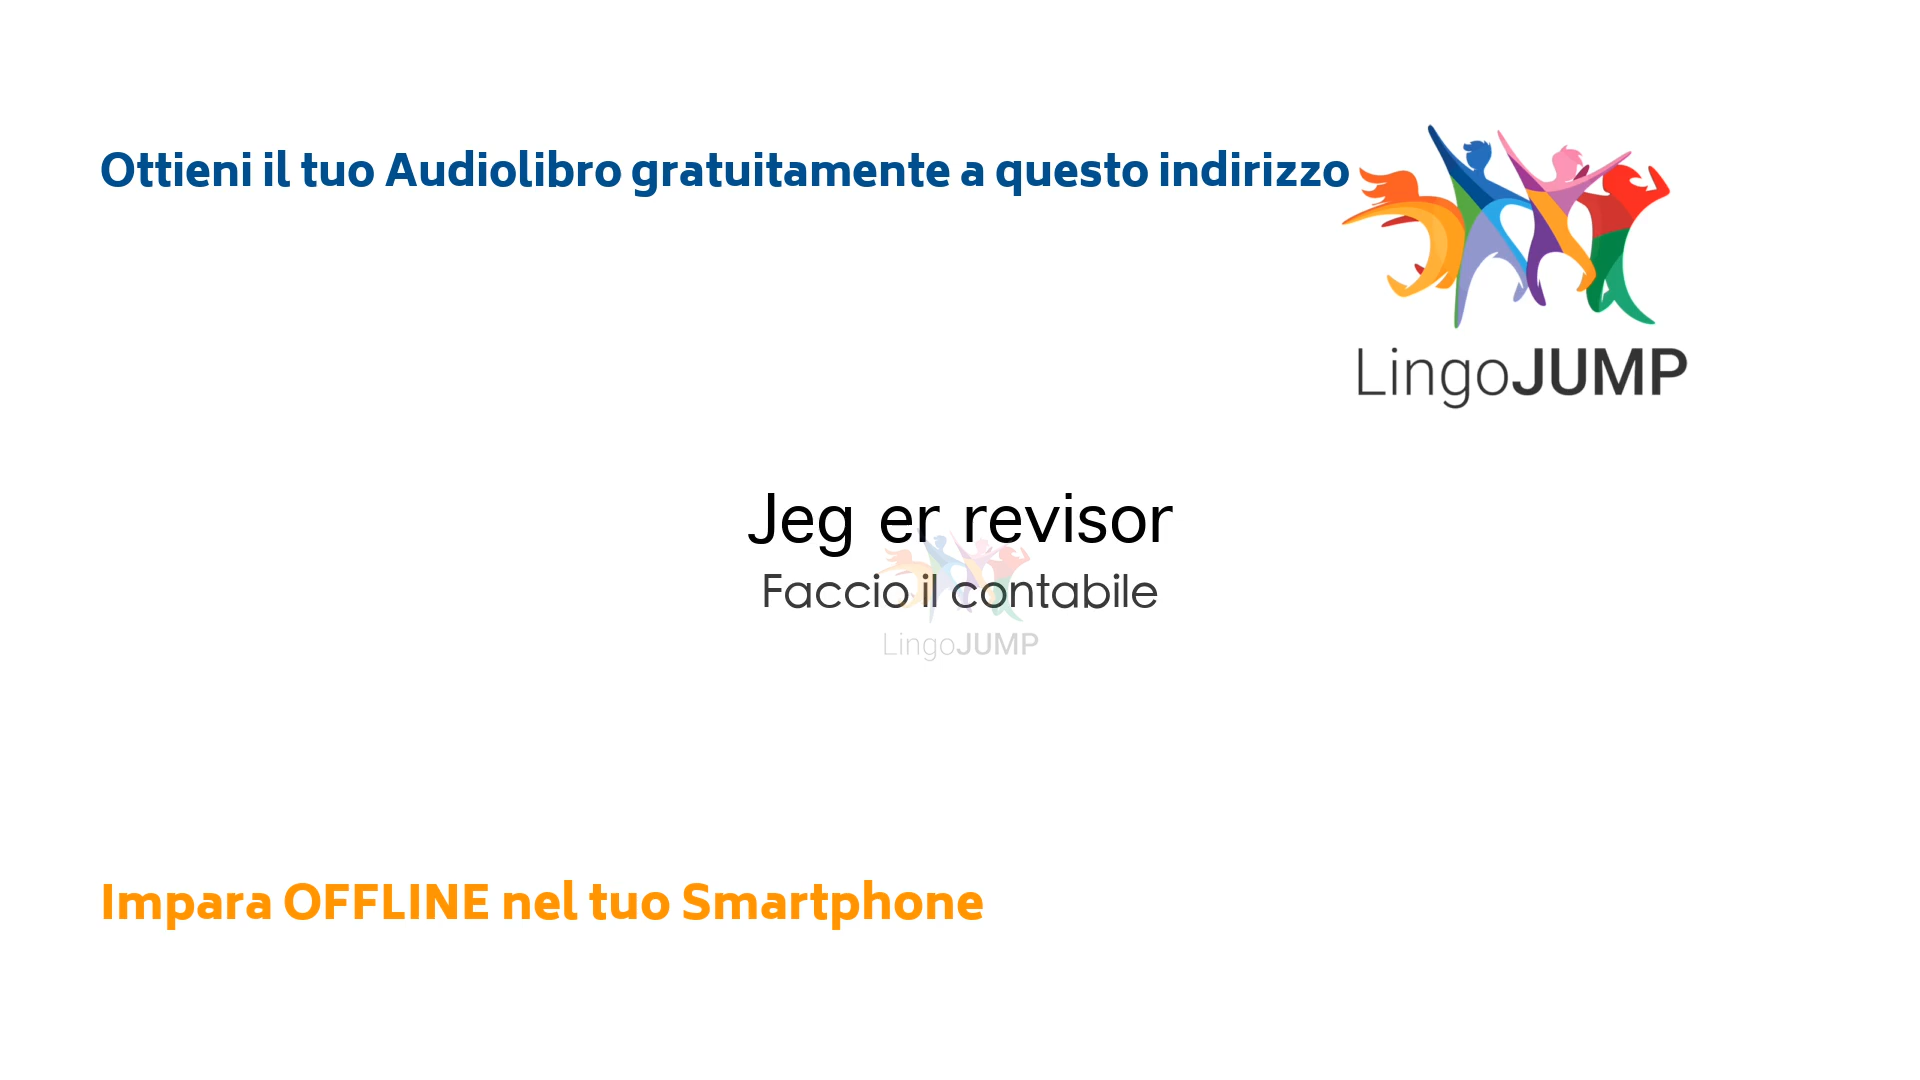 Ottieni il tuo Audiolibro gratuitamente a questo indirizzo
LingoJUMP
Jeg er revisor
Faccio il contabile
LingoJUMP
Impara OFFLINE nel tuo Smartphone